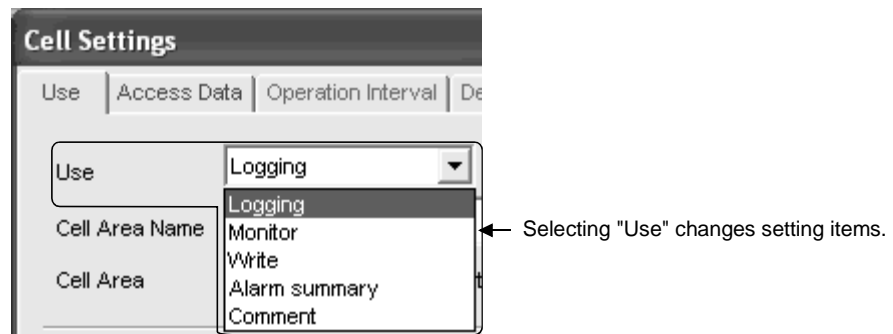 Cell Settings
Use Access Data Operation Interval
Use Logging
Logging
Cell Area Name Monitor
Selecting "Use" changes setting items.
Write
Cell Area Alarm summary
Comment